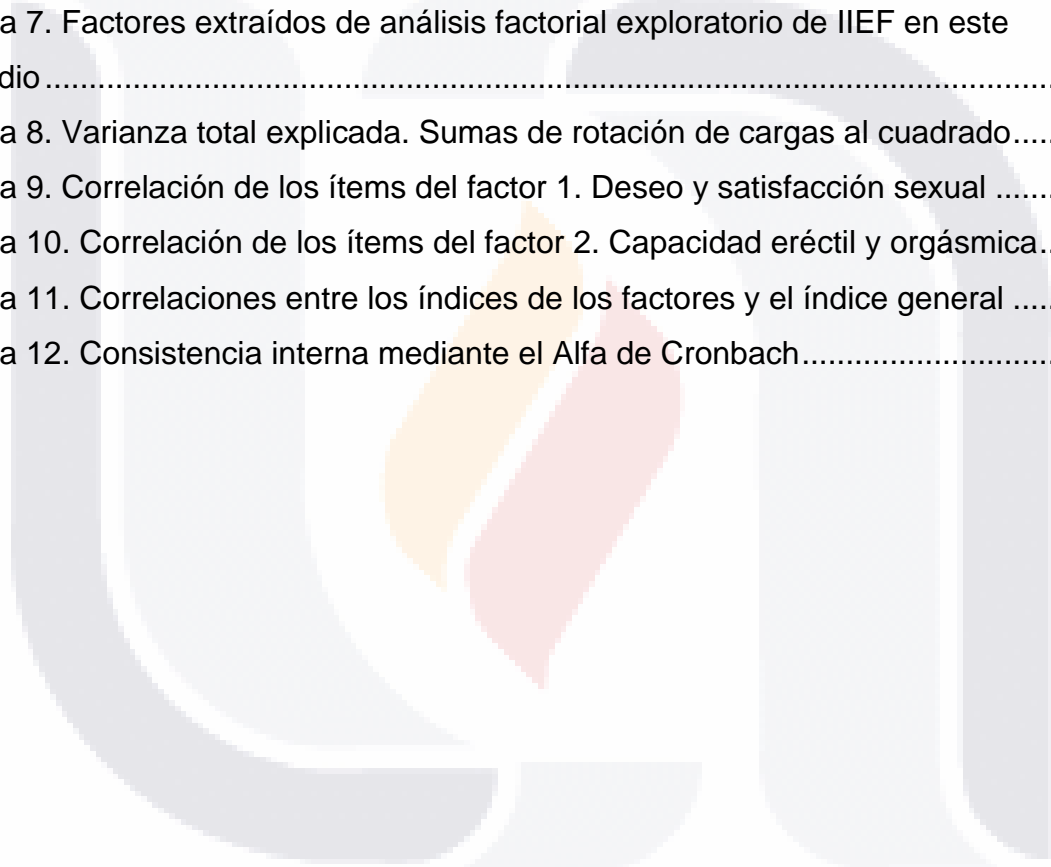 a 7. Factores extraídos de análisis factorial exploratorio de IIEF en este
dio........................................................................................................................
a 8. Varianza total explicada. Sumas de rotación de cargas al cuadrado.....
a 9. Correlación de los ítems del factor 1. Deseo y satisfacción sexual .......
a 10. Correlación de los ítems del factor 2. Capacidad eréctil y orgásmica..
a 11. Correlaciones entre los índices de los factores y el índice general .....
a 12. Consistencia interna mediante el Alfa de Cronbach.............................